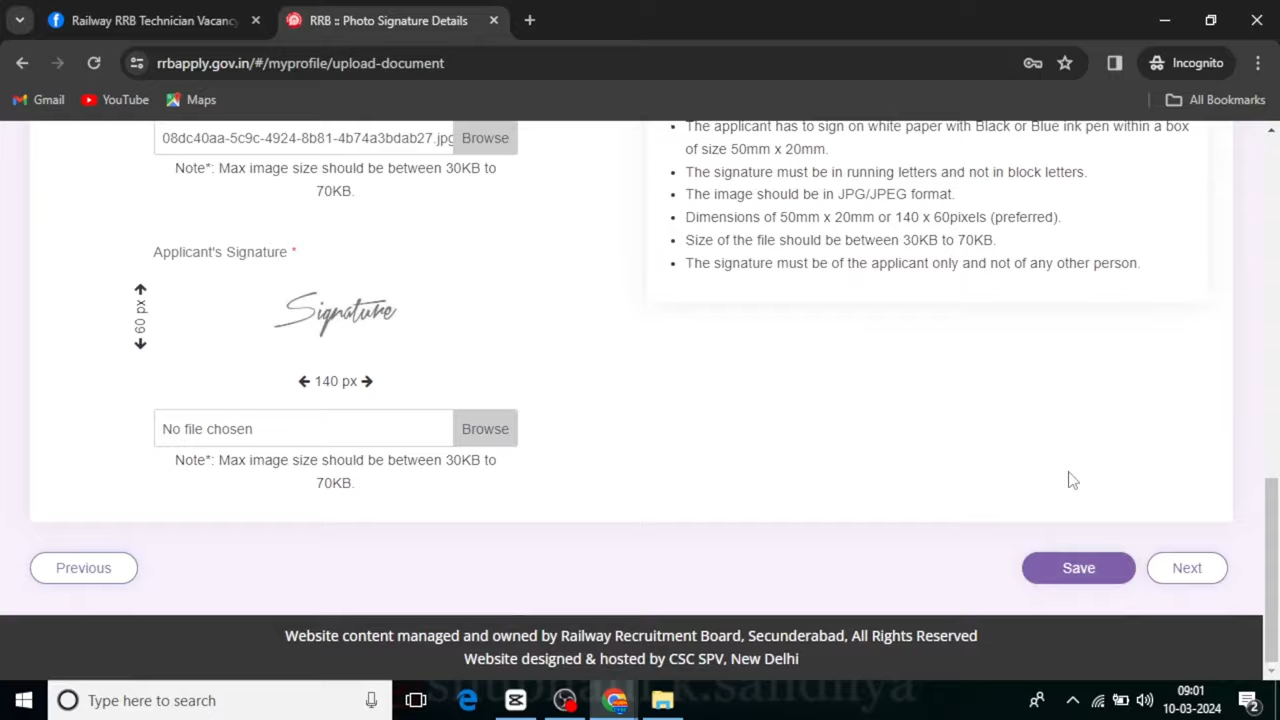 Railway RRB Technician Vacancy
RRB :: Photo Signature Details
rrbapply.gov.in/#/myprofile/upload-document
Incognito
Gmail
YouTube
Maps
All Bookmarks
08dc40aa-5c9c-4924-8b81-4b74a3bdab27.jpg
Browse
Note*: Max image size should be between 30KB to
70KB.
The applicant has to sign on white paper with Black or Blue ink pen within a box
of size 50mm x 20mm.
The signature must be in running letters and not in block letters.
The image should be in JPG/JPEG format.
Dimensions of 50mm x 20mm or 140 x 60pixels (preferred).
Size of the file should be between 30KB to 70KB.
The signature must be of the applicant only and not of any other person.
Applicant's Signature *
60 px
Signature
140 px
No file chosen
Browse
Note*: Max image size should be between 30KB to
70KB.
Previous
Save
Next
Website content managed and owned by Railway Recruitment Board, Secunderabad, All Rights Reserved
Website designed & hosted by CSC SPV, New Delhi
Type here to search
09:01
10-03-2024
2